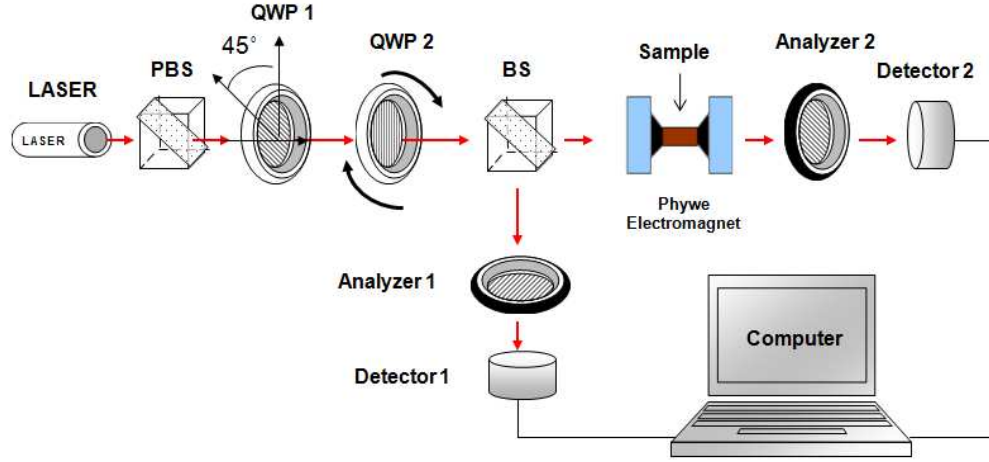 QWP 1
45°
QWP 2
PBS
LASER
LASER
BS
Sample
Analyzer 2
Detector 2
Phywe
Electromagnet
Analyzer 1
Detector 1
Computer